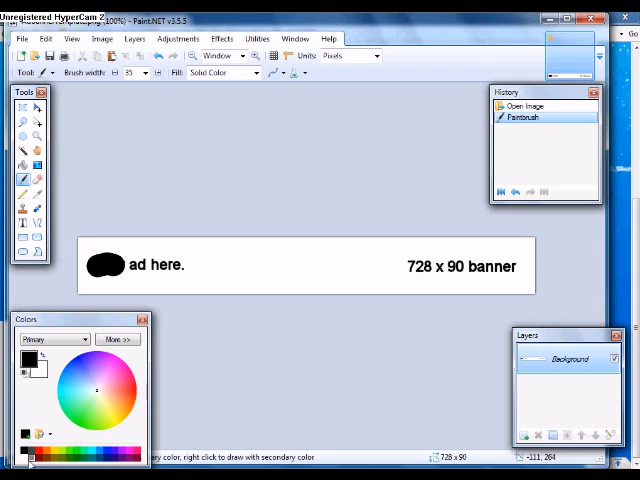 Unregistered HyperCam 2
Paint.NET v3.5.5
File Edit View Image Layers Adjustments Effects Utilities Window Help
Window
Units: Pixels
Tool: Brush width: 35 Fill: Solid Color
Go
Tools
History
Open Image
Paintbrush
ad here.
728 x 90 banner
Colors
Primary
More >>
Layers
Background
ary color, right click to draw with secondary color
728 x 90
-111, 264